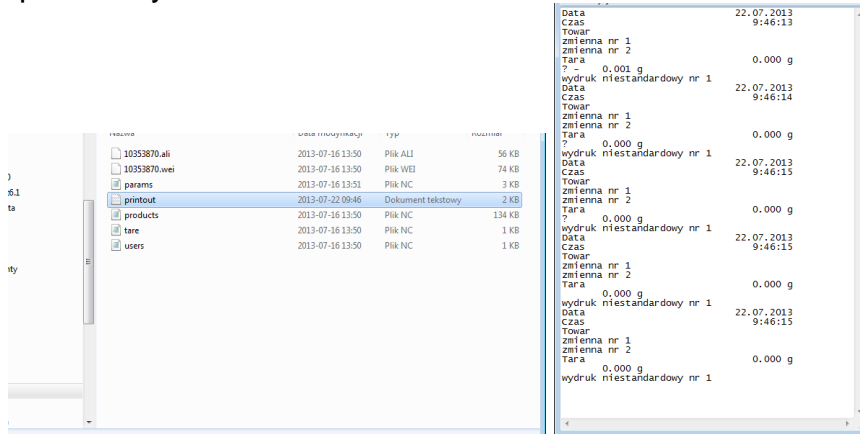 Nazwa Data modyfikacji Typ Rozmiar
10353870.ali 2013-07-16 13:50 Plik ALI 56 KB
10353870.wei 2013-07-16 13:50 Plik WEI 74 KB
params 2013-07-16 13:51 Plik NC 3 KB
printout 2013-07-22 09:46 Dokument tekstowy 2 KB
products 2013-07-16 13:50 Plik NC 134 KB
tare 2013-07-16 13:50 Plik NC 1 KB
users 2013-07-16 13:50 Plik NC 1 KB
Data 22.07.2013
Czas 9:46:13
Towar
zmienna nr 1
zmienna nr 2
Tara 0.000 g
? - 0.001 g
wydruk niestandardowy nr 1
Data 22.07.2013
Czas 9:46:14
Towar
zmienna nr 1
zmienna nr 2
Tara 0.000 g
? 0.000 g
wydruk niestandardowy nr 1
Data 22.07.2013
Czas 9:46:15
Towar
zmienna nr 1
zmienna nr 2
Tara 0.000 g
? 0.000 g
wydruk niestandardowy nr 1
Data 22.07.2013
Czas 9:46:15
Towar
zmienna nr 1
zmienna nr 2
Tara 0.000 g
0.000 g
wydruk niestandardowy nr 1
Data 22.07.2013
Czas 9:46:15
Towar
zmienna nr 1
zmienna nr 2
Tara 0.000 g
0.000 g
wydruk niestandardowy nr 1